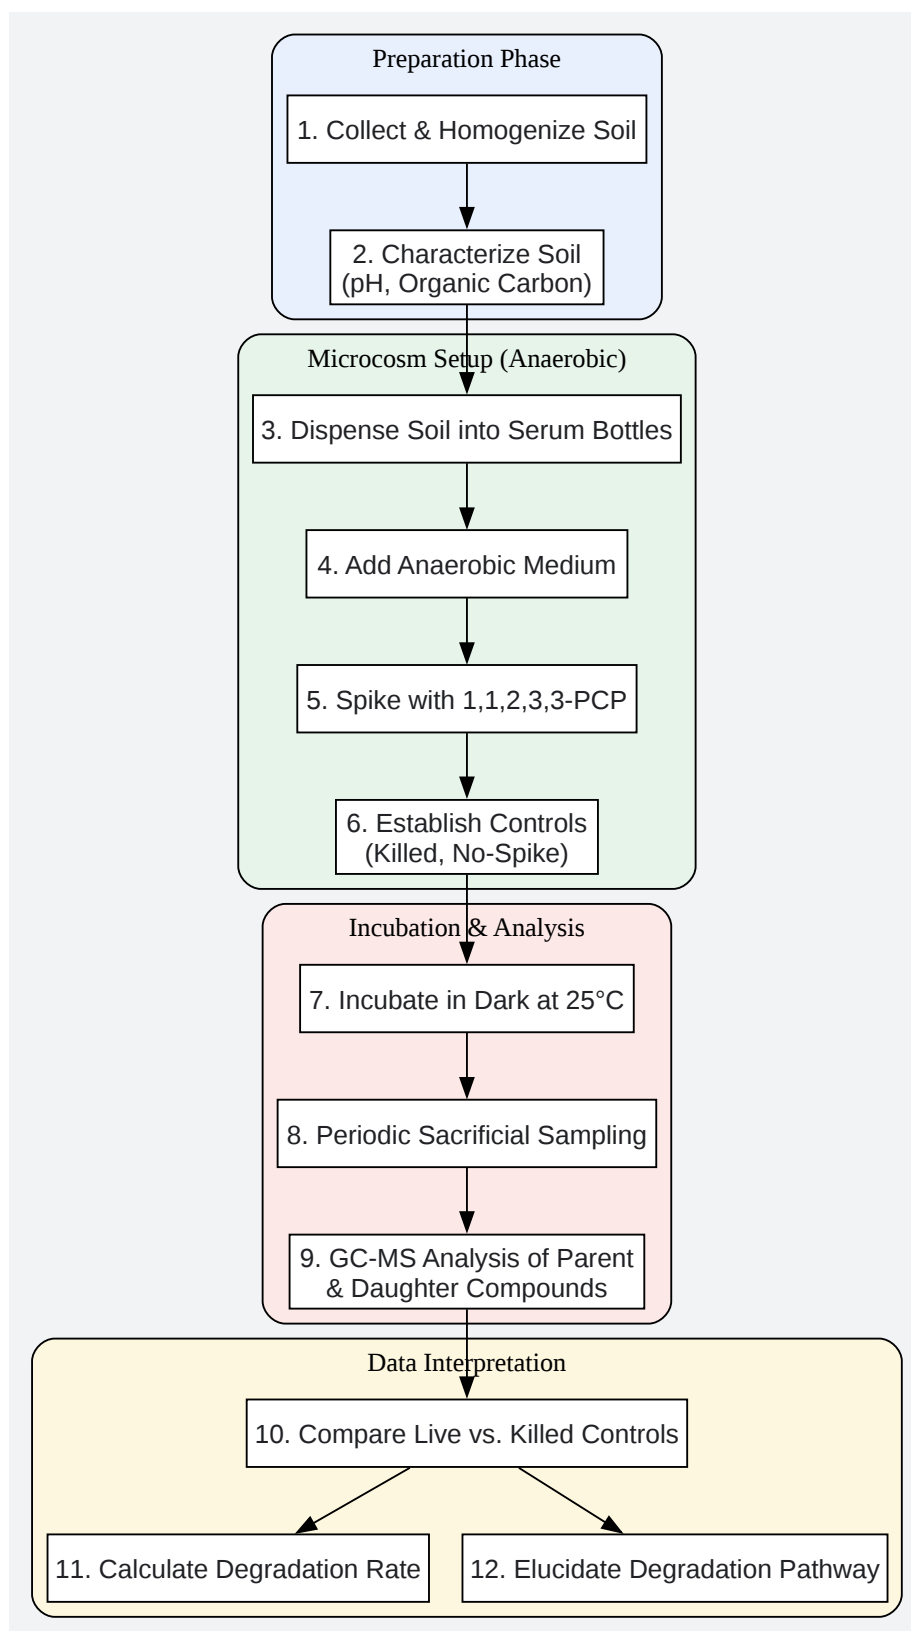 Preparation Phase
1. Collect & Homogenize Soil
2. Characterize Soil
(pH, Organic Carbon)
Microcosm Setup (Anaerobic)
3. Dispense Soil into Serum Bottles
4. Add Anaerobic Medium
5. Spike with 1,1,2,3,3-PCP
6. Establish Controls
(Killed, No-Spike)
Incubation & Analysis
7. Incubate in Dark at 25°C
8. Periodic Sacrificial Sampling
9. GC-MS Analysis of Parent
& Daughter Compounds
Data Interpretation
10. Compare Live vs. Killed Controls
11. Calculate Degradation Rate
12. Elucidate Degradation Pathway